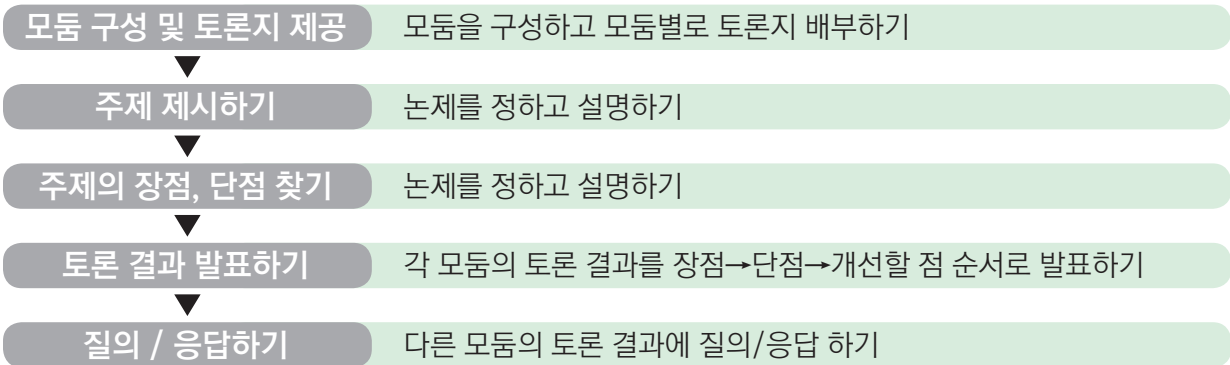 모둠 구성 및 토론지 제공 모둠을 구성하고 모둠별로 토론지 배부하기
주제 제시하기 논제를 정하고 설명하기
주제의 장점, 단점 찾기 논제를 정하고 설명하기
토론 결과 발표하기 각 모둠의 토론 결과를 장점→단점→개선할 점 순서로 발표하기
질의 / 응답하기 다른 모둠의 토론 결과에 질의/응답 하기